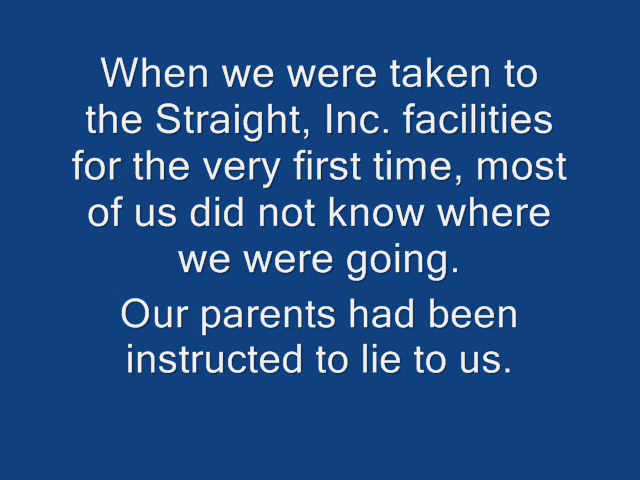 When we were taken to
the Straight, Inc. facilities
for the very first time, most
of us did not know where
we were going.
Our parents had been
instructed to lie to us.